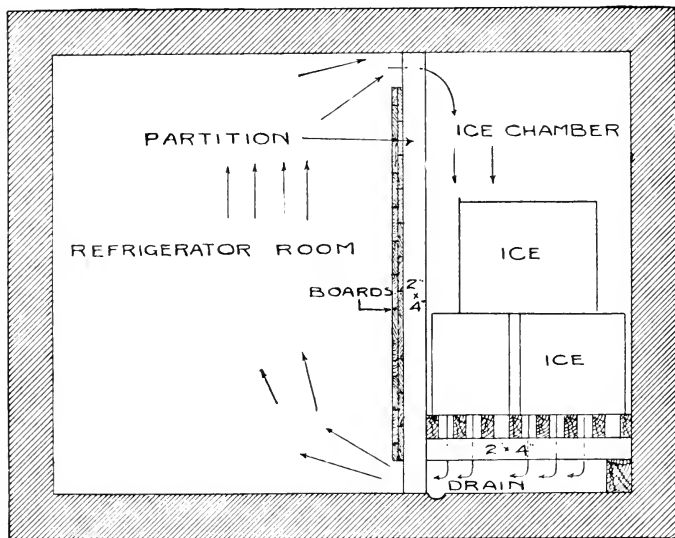 PARTITION
ICE CHAMBER
REFRIGERATOR ROOM
ICE
BOARDS
2"
×
4"
ICE
2"×4"
DRAIN